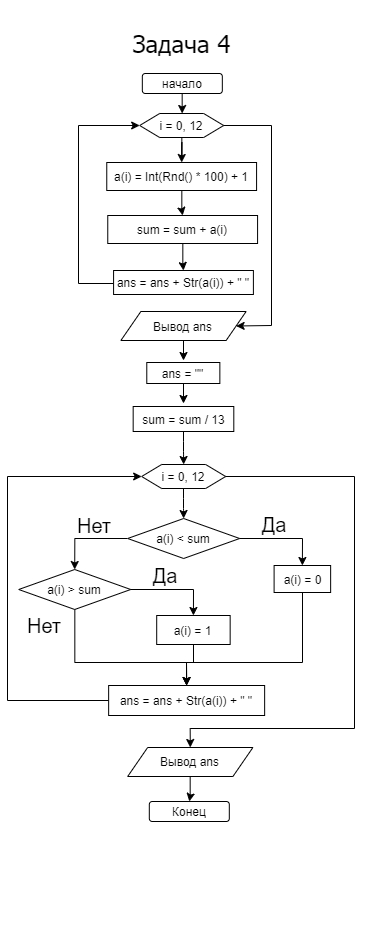 Задача 4
начало
i = 0, 12
a(i) = Int(Rnd() * 100) + 1
sum = sum + a(i)
ans = ans + Str(a(i)) + " "
Вывод ans
ans = ""
sum = sum / 13
i = 0, 12
Нет
Да
a(i) < sum
a(i) = 0
Да
a(i) > sum
Нет
a(i) = 1
ans = ans + Str(a(i)) + " "
Вывод ans
Конец